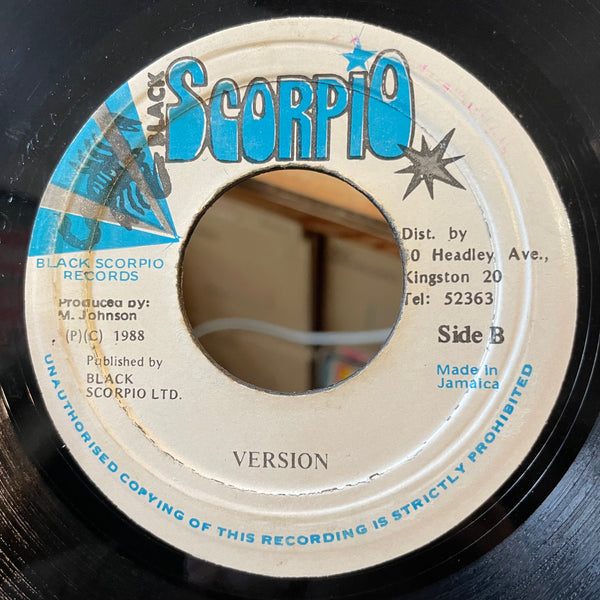 BLACK
SCORPIO
BLACK SCORPIO
RECORDS
Produced by:
M. Johnson
(P)(C) 1988
Published by
BLACK
SCORPIO LTD.
Dist. by
Headley Ave.,
Kingston 20
Tel: 52363
Side B
Made in
Jamaica
VERSION
UNAUTHORISED COPYING OF THIS RECORDING IS STRICTLY PROHIBITED